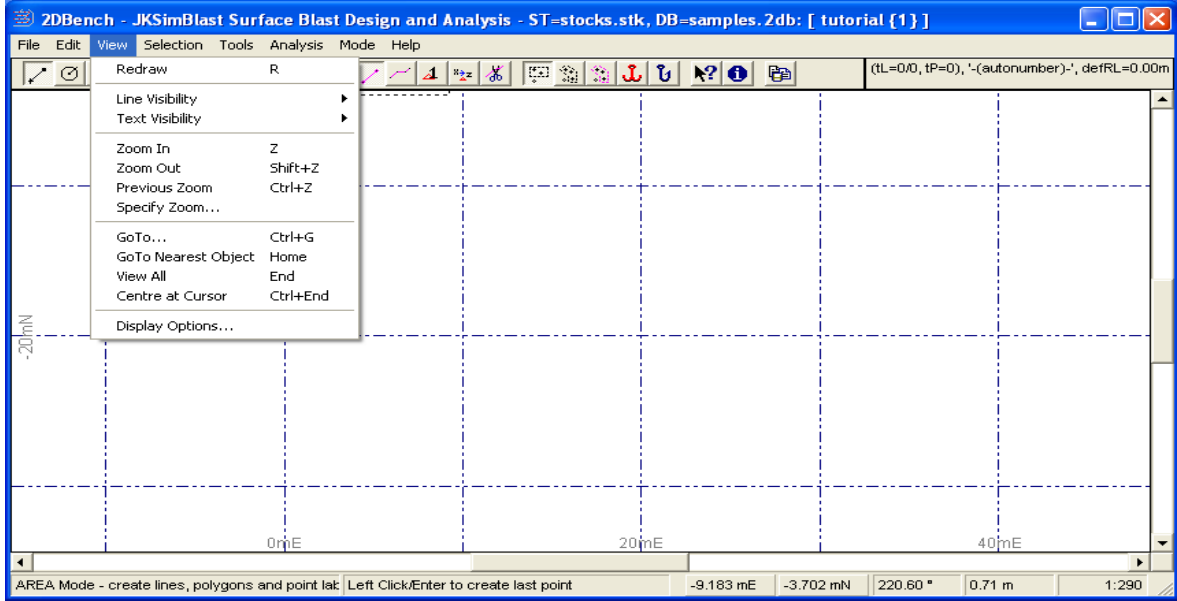 2DBench - JKSimBlast Surface Blast Design and Analysis - ST=stocks.stk, DB=samples.2db: [ tutorial {1} ]
File Edit View Selection Tools Analysis Mode Help
(tL=0/0, tP=0), '-(autonumber)-', defRL=0.00m
Redraw R
Line Visibility
Text Visibility
Zoom In Z
Zoom Out Shift+Z
Previous Zoom Ctrl+Z
Specify Zoom...
GoTo... Ctrl+G
GoTo Nearest Object Home
View All End
Centre at Cursor Ctrl+End
Display Options...
-20mN
0mE 20mE 40mE
AREA Mode - create lines, polygons and point lab Left Click/Enter to create last point -9.183 mE -3.702 mN 220.60 ° 0.71 m 1:290